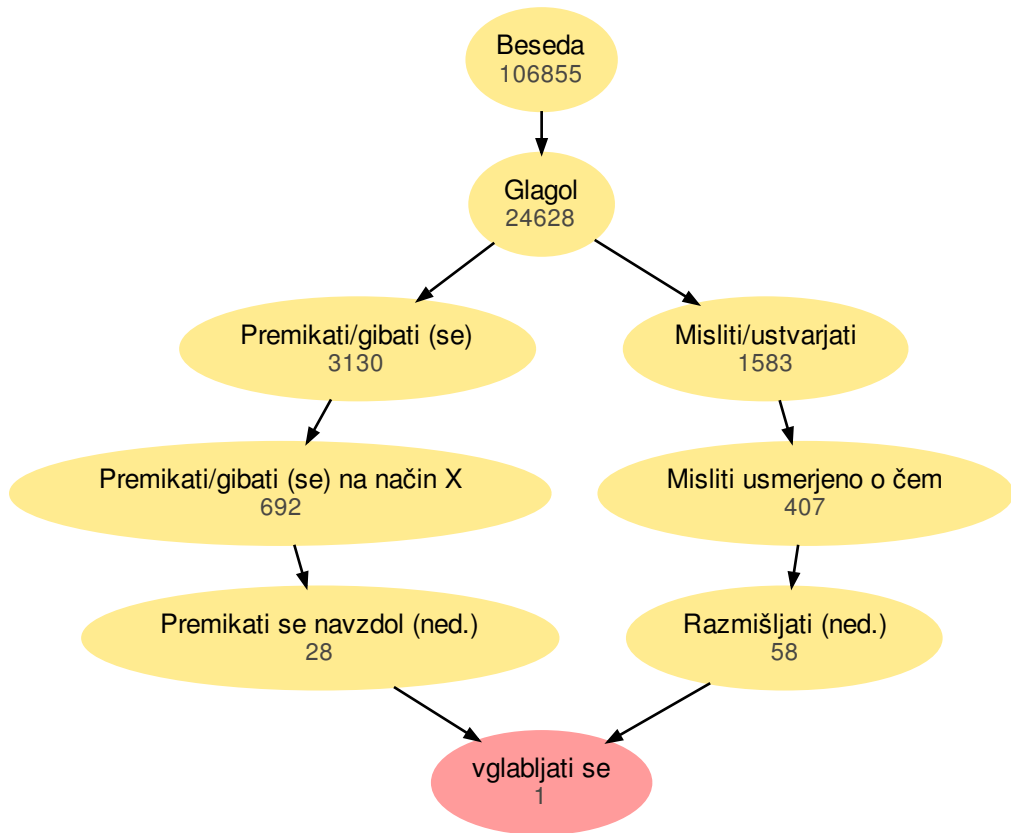 Beseda
106855
Glagol
24628
Premikati/gibati (se)
3130
Misliti/ustvarjati
1583
Premikati/gibati (se) na način X
692
Misliti usmerjeno o čem
407
Premikati se navzdol (ned.)
28
Razmišljati (ned.)
58
vglabljati se
1